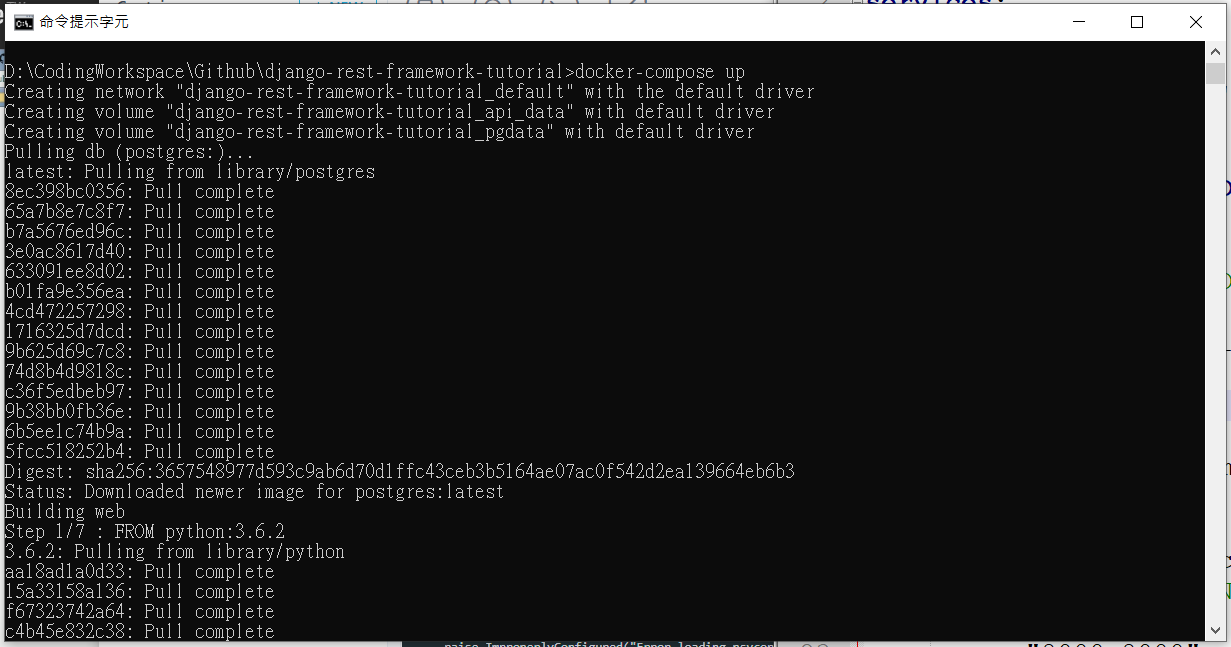 命令提示字元
D:\CodingWorkspace\Github\django-rest-framework-tutorial>docker-compose up
Creating network "django-rest-framework-tutorial_default" with the default driver
Creating volume "django-rest-framework-tutorial_api_data" with default driver
Creating volume "django-rest-framework-tutorial_pgdata" with default driver
Pulling db (postgres:)...
latest: Pulling from library/postgres
8ec398bc0356: Pull complete
65a7b8e7c8f7: Pull complete
b7a5676ed96c: Pull complete
3e0ac8617d40: Pull complete
633091ee8d02: Pull complete
b01fa9e356ea: Pull complete
4cd472257298: Pull complete
1716325d7dcd: Pull complete
9b625d69c7c8: Pull complete
74d8b4d9818c: Pull complete
c36f5edbeb97: Pull complete
9b38bb0fb36e: Pull complete
6b5ee1c74b9a: Pull complete
5fcc518252b4: Pull complete
Digest: sha256:3657548977d593c9ab6d70d1ffc43ceb3b5164ae07ac0f542d2ea139664eb6b3
Status: Downloaded newer image for postgres:latest
Building web
Step 1/7 : FROM python:3.6.2
3.6.2: Pulling from library/python
aa18ad1a0d33: Pull complete
15a33158a136: Pull complete
f67323742a64: Pull complete
c4b45e832c38: Pull complete